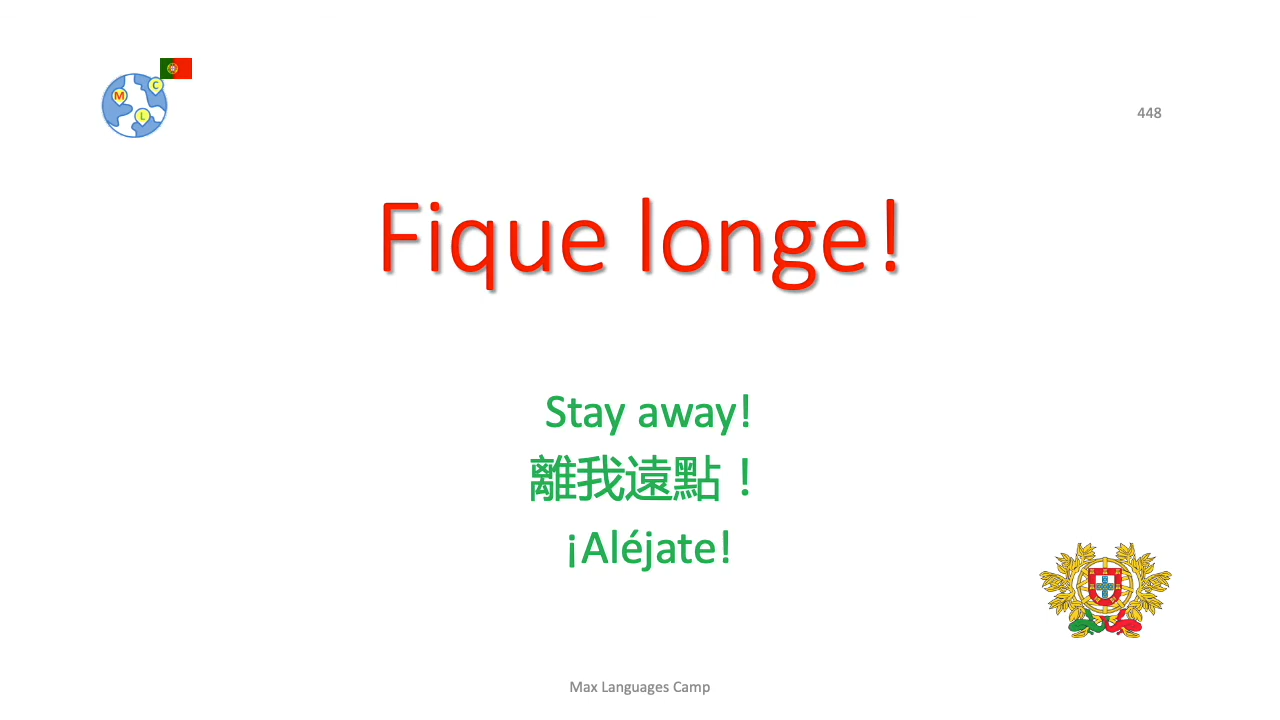 M
C
L
448
Fique longe!
Stay away!
離我遠點！
¡Aléjate!
Max Languages Camp